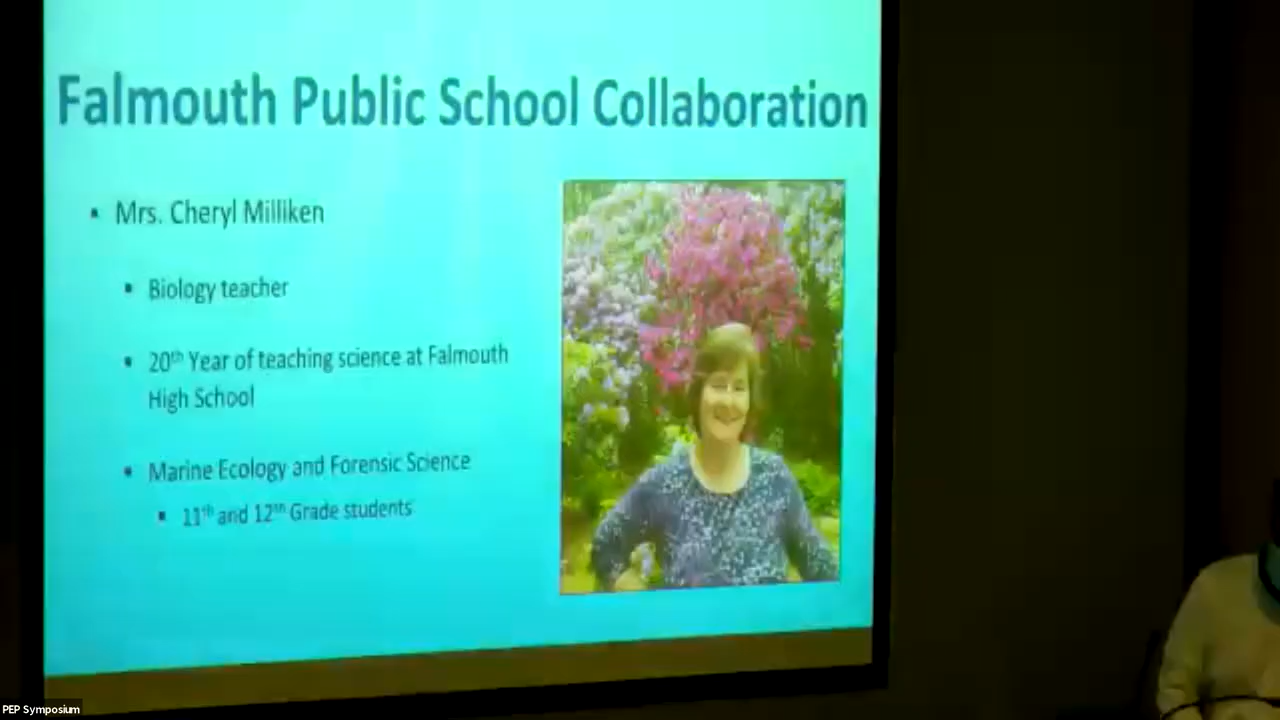 Falmouth Public School Collaboration
▪ Mrs. Cheryl Milliken
▪ Biology teacher
▪ 20th Year of teaching science at Falmouth
High School
▪ Marine Ecology and Forensic Science
▪ 11th and 12th Grade students
PEP Symposium